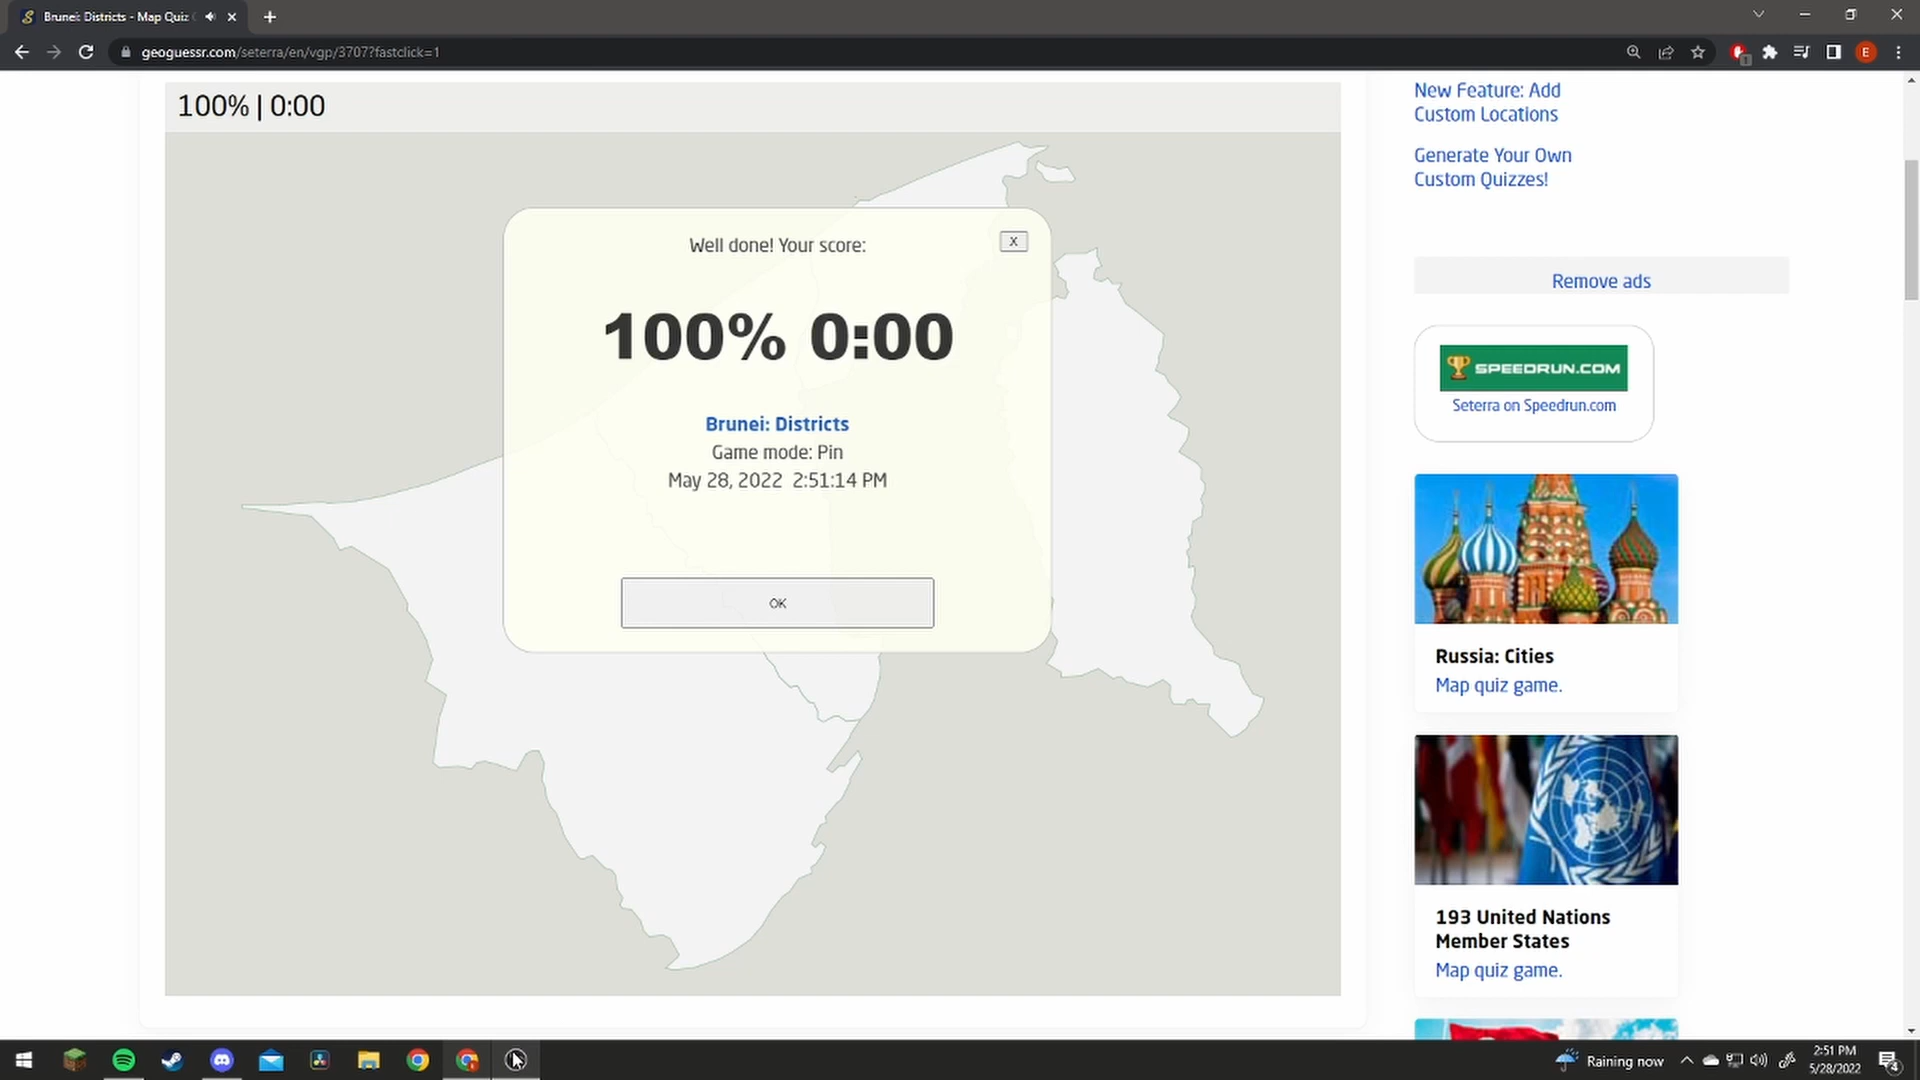 Brunei: Districts - Map Quiz
geoguessr.com/seterra/en/vgp/3707?fastclick=1
E
100% | 0:00
Well done! Your score:
X
100% 0:00
Brunei: Districts
Game mode: Pin
May 28, 2022 2:51:14 PM
OK
New Feature: Add
Custom Locations
Generate Your Own
Custom Quizzes!
Remove ads
SPEEDRUN.COM
Seterra on Speedrun.com
Russia: Cities
Map quiz game.
193 United Nations
Member States
Map quiz game.
Raining now
2:51 PM
5/28/2022
4